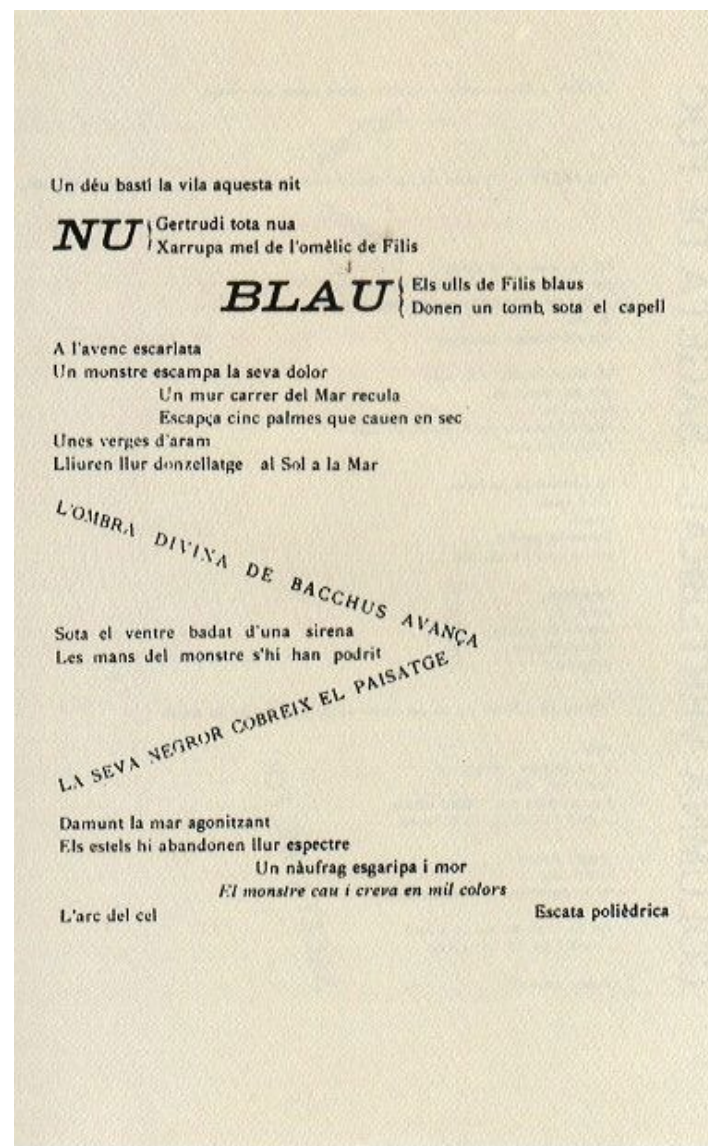 Un déu bastí la vila aquesta nit
NU { Gertrudi tota nua
Xarrupa mel de l'omèlic de Filis
i
BLAU { Els ulls de Filis blaus
Donen un tomb, sota el capell
A l'avenc escarlata
Un monstre escampa la seva dolor
Un mur carrer del Mar recula
Escapça cinc palmes que cauen en sec
Unes verges d'aram
Lliuren llur donzellatge al Sol a la Mar
L'OMBRA DIVINA DE BACCHUS AVANÇA
Sota el ventre badat d'una sirena
Les mans del monstre s'hi han podrit
LA SEVA NEGROR COBREIX EL PAISATGE
Damunt la mar agonitzant
Els estels hi abandonen llur espectre
Un nàufrag esgaripa i mor
El monstre cau i creva en mil colors
L'arc del cel Escata polièdrica